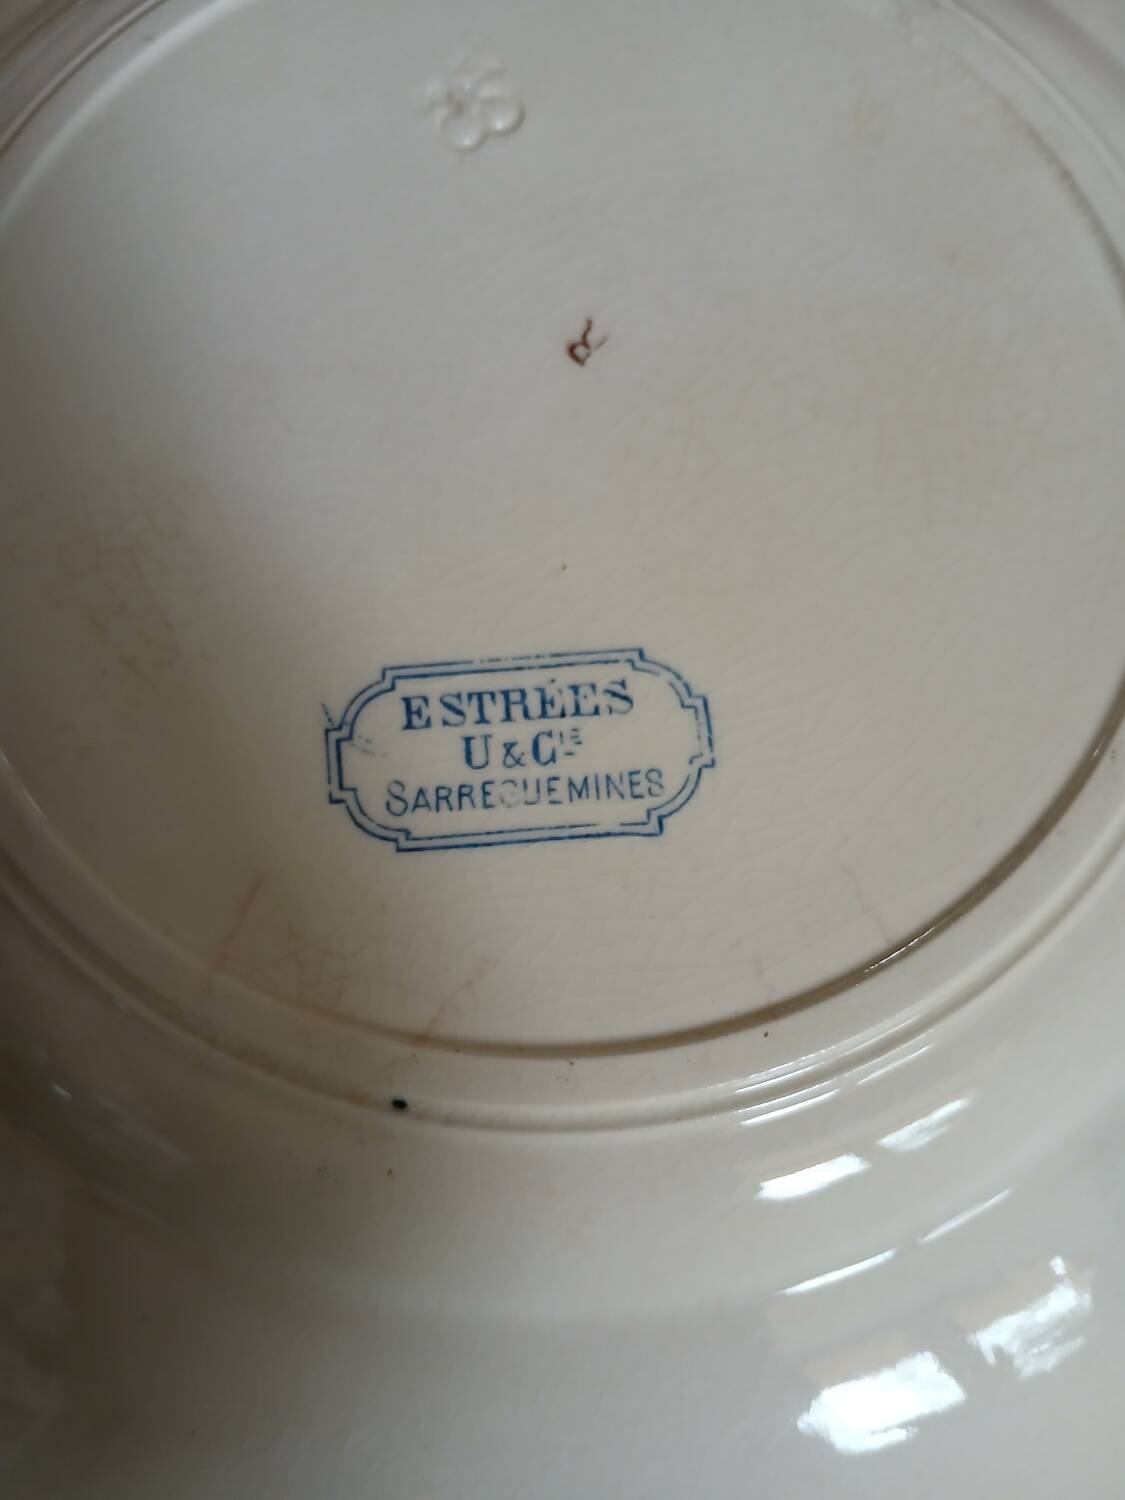 R
ESTRÉES
U & CIE
SARREGUEMINES